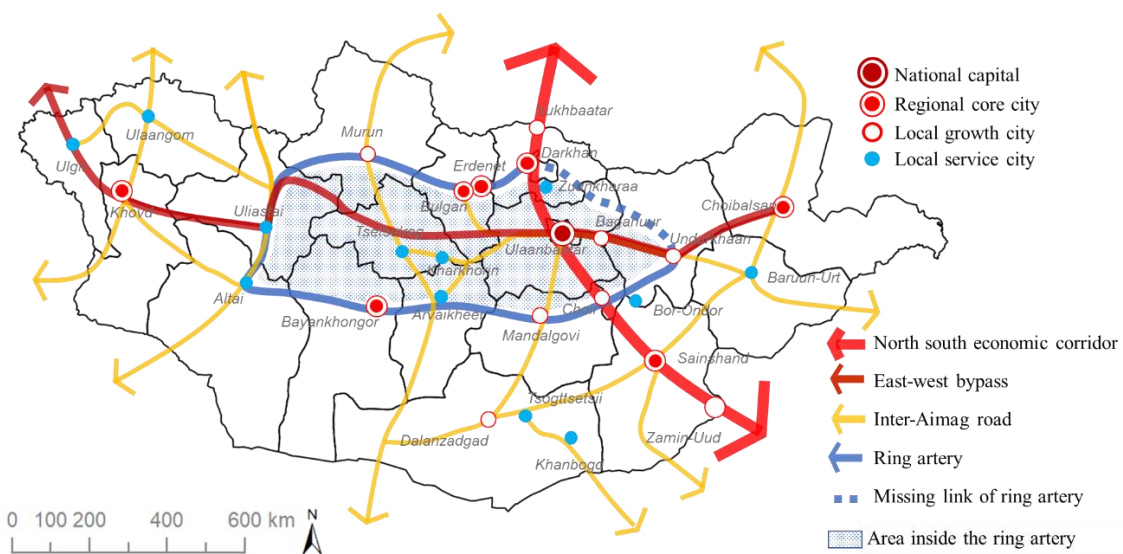 National capital
Regional core city
Local growth city
Local service city
Sukhbaatar
Murun
Darkhan
Erdenet
Zuunkharaa
Ulaangom
Ulgii
Khovd
Uliastai
Bulgan
Tsetserleg
Baganuur
Choibalsan
Ulaanbaatar
Underkhaan
Kharkhorin
Baruun-Urt
Altai
Arvaikheer
Choir
Bor-Ondor
Bayankhongor
Mandalgovi
Sainshand
Tsogttsetsii
Dalanzadgad
Zamin-Uud
Khanbogd
North south economic corridor
East-west bypass
Inter-Aimag road
Ring artery
Missing link of ring artery
Area inside the ring artery
0 100 200 400 600 km
N